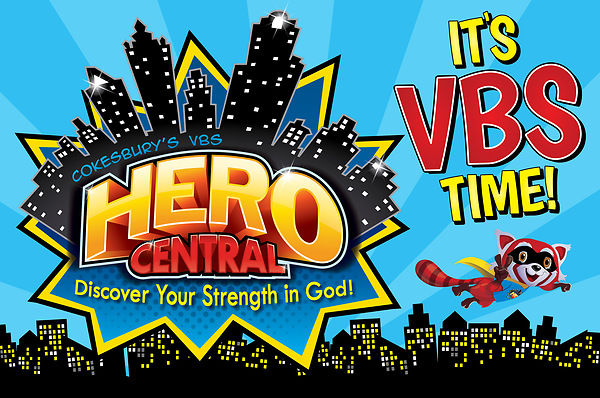 COKESBURY'S VBS
HERO
CENTRAL
Discover Your Strength in God!
IT'S
VBS
TIME!